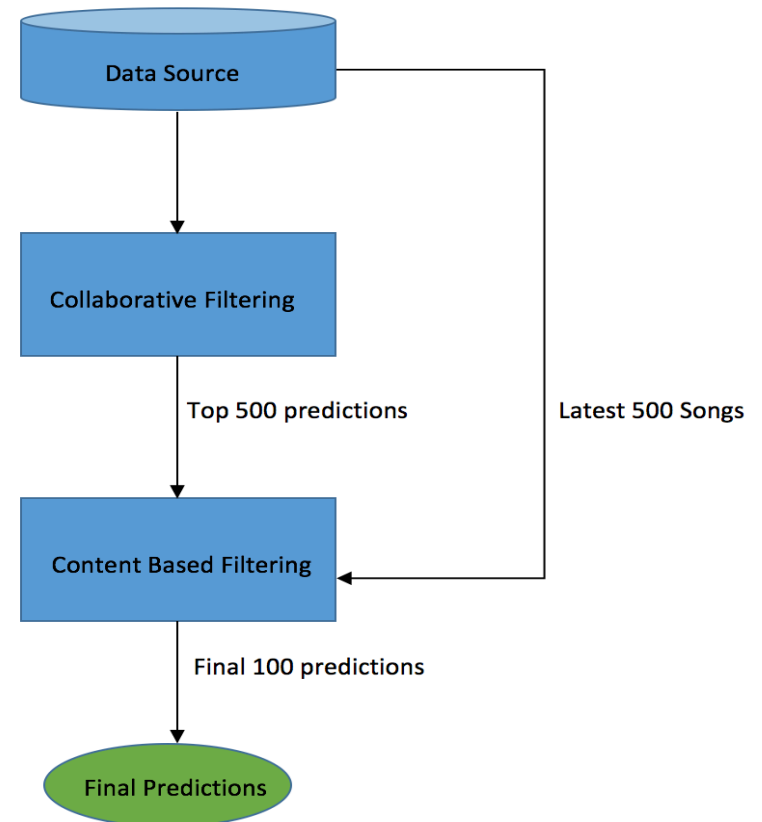 Data Source
Collaborative Filtering
Top 500 predictions
Latest 500 Songs
Content Based Filtering
Final 100 predictions
Final Predictions